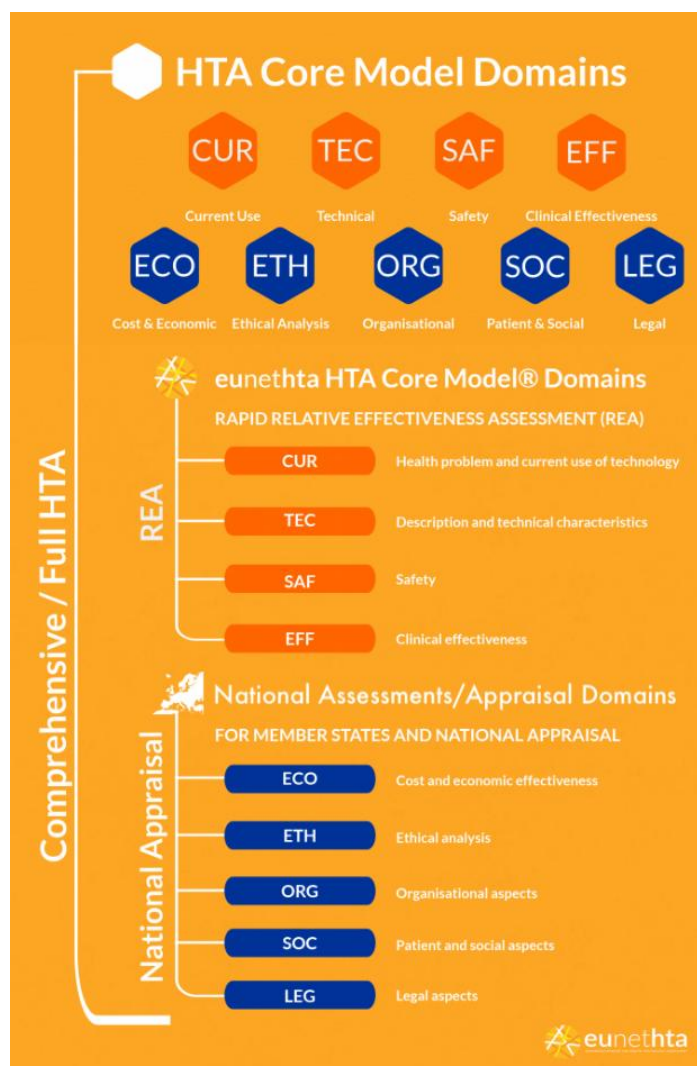 HTA Core Model Domains
CUR TEC SAF EFF
Current Use Technical Safety Clinical Effectiveness
ECO ETH ORG SOC LEG
Cost & Economic Ethical Analysis Organisational Patient & Social Legal
Comprehensive / Full HTA
eunethta HTA Core Model® Domains
RAPID RELATIVE EFFECTIVENESS ASSESSMENT (REA)
REA
CUR Health problem and current use of technology
TEC Description and technical characteristics
SAF Safety
EFF Clinical effectiveness
National Assessments/Appraisal Domains
FOR MEMBER STATES AND NATIONAL APPRAISAL
National Appraisal
ECO Cost and economic effectiveness
ETH Ethical analysis
ORG Organisational aspects
SOC Patient and social aspects
LEG Legal aspects
eunethta